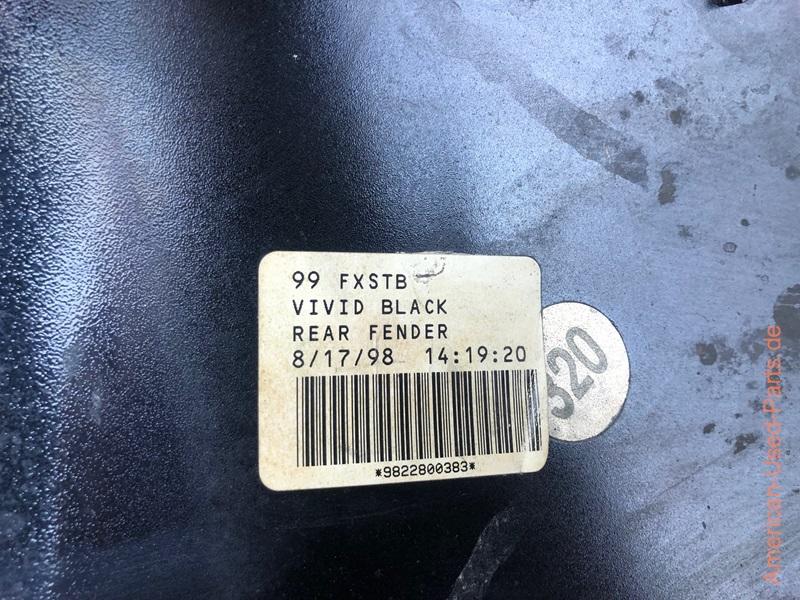 99 FXSTB
VIVID BLACK
REAR FENDER
8/17/98 14:19:20
*9822800383*
320
American-Used-Parts.de